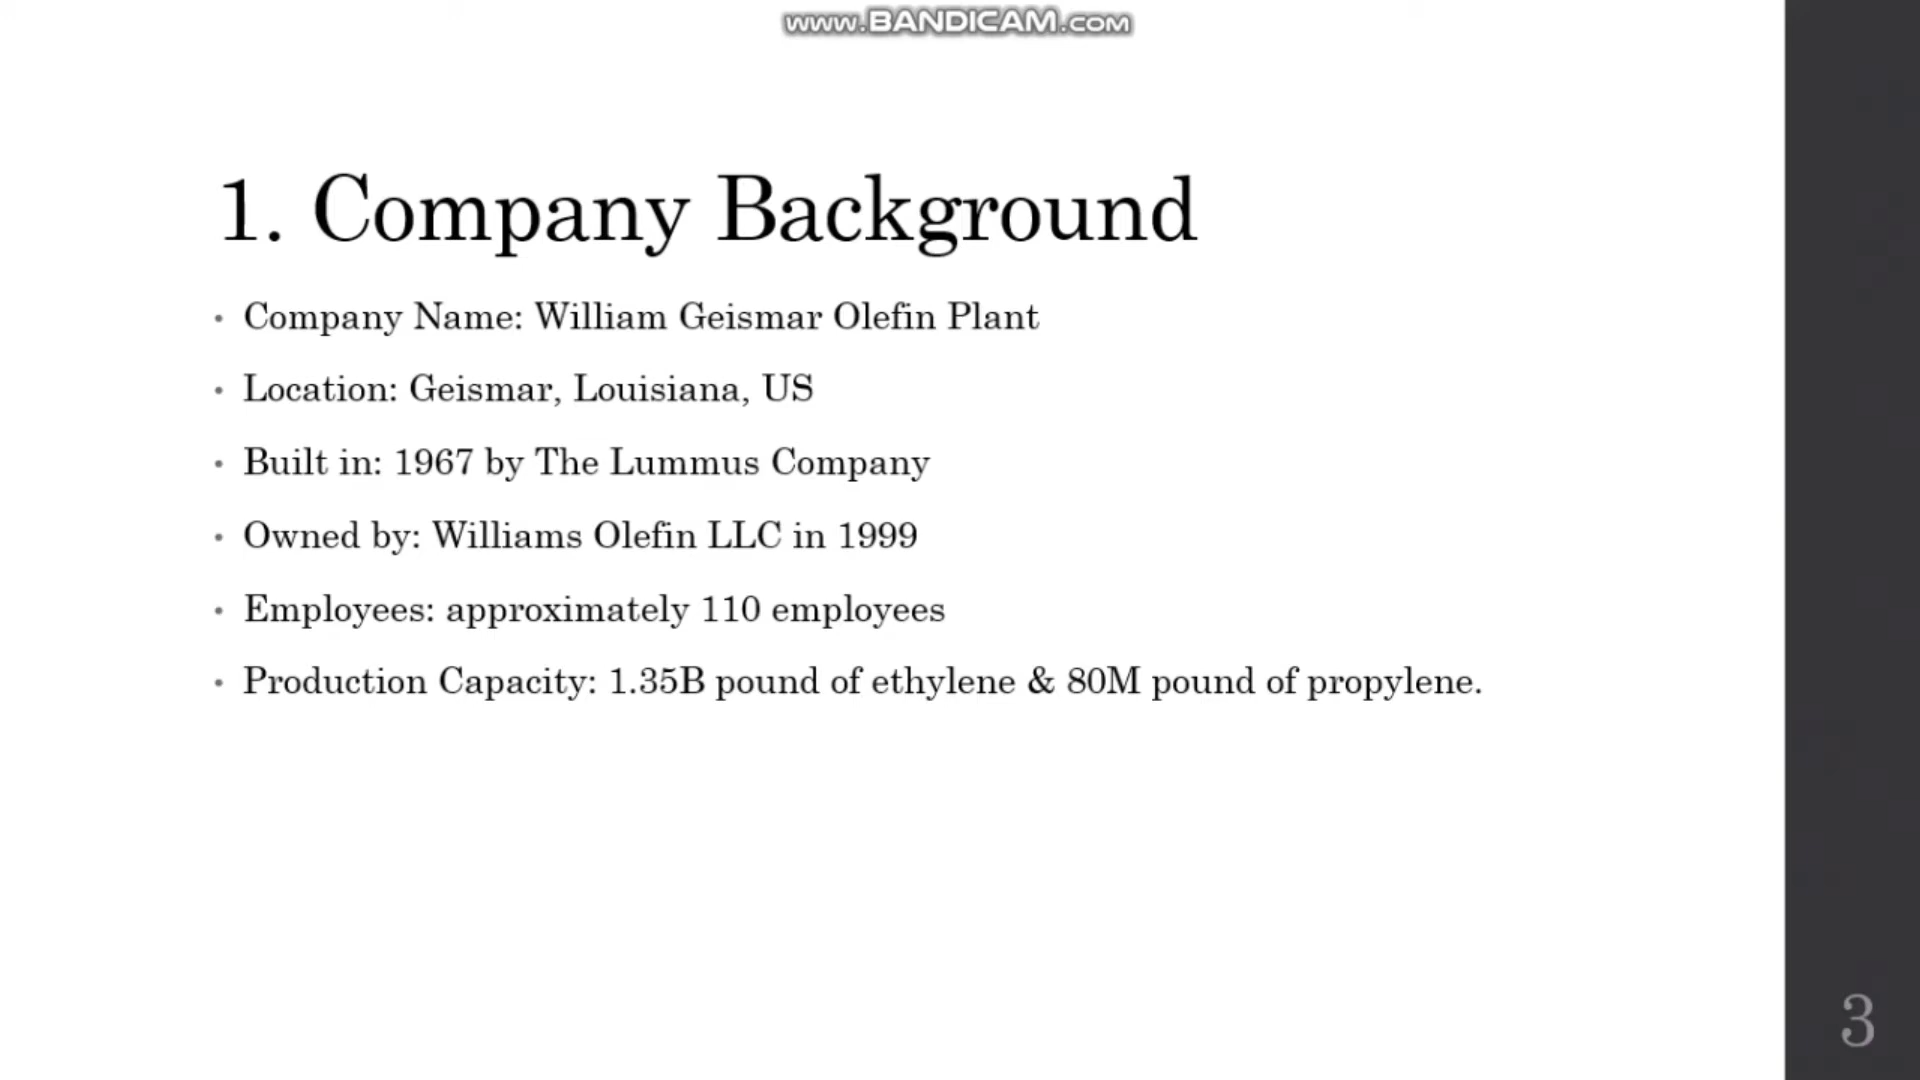 www.BANDICAM.com
1. Company Background
• Company Name: William Geismar Olefin Plant
• Location: Geismar, Louisiana, US
• Built in: 1967 by The Lummus Company
• Owned by: Williams Olefin LLC in 1999
• Employees: approximately 110 employees
• Production Capacity: 1.35B pound of ethylene & 80M pound of propylene.
3